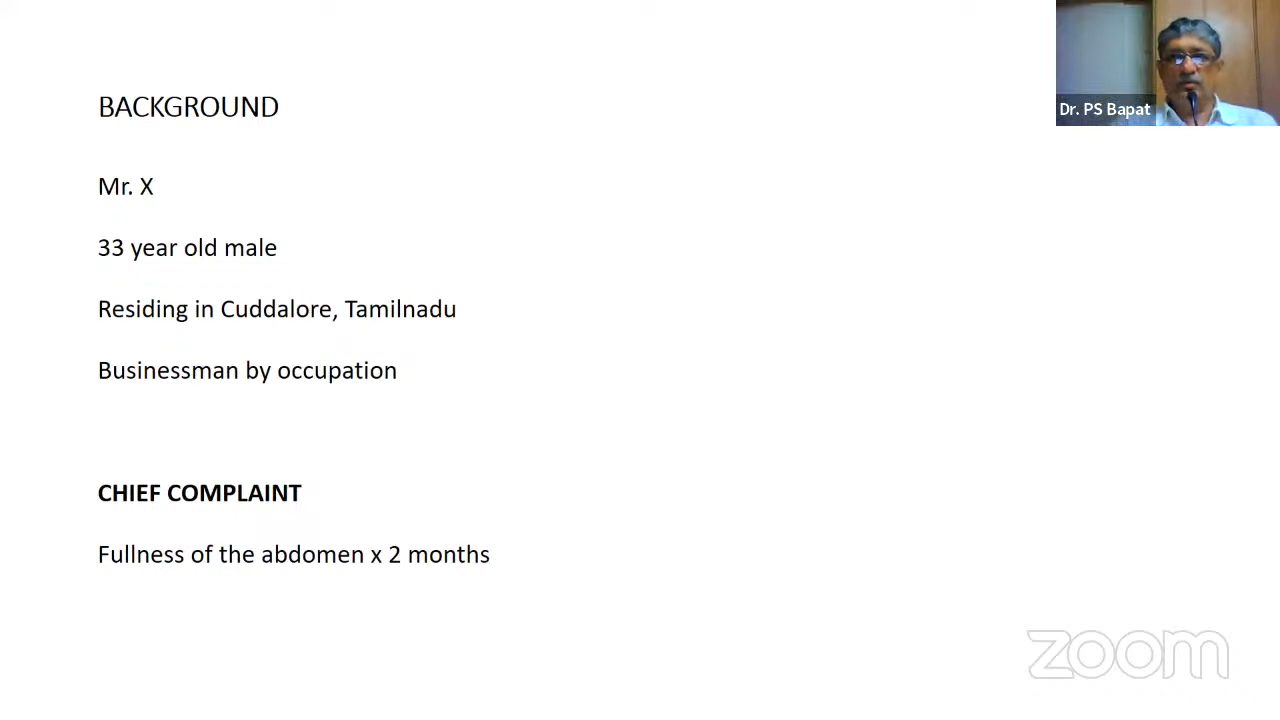 BACKGROUND
Dr. PS Bapat
Mr. X
33 year old male
Residing in Cuddalore, Tamilnadu
Businessman by occupation
CHIEF COMPLAINT
Fullness of the abdomen x 2 months
zoom